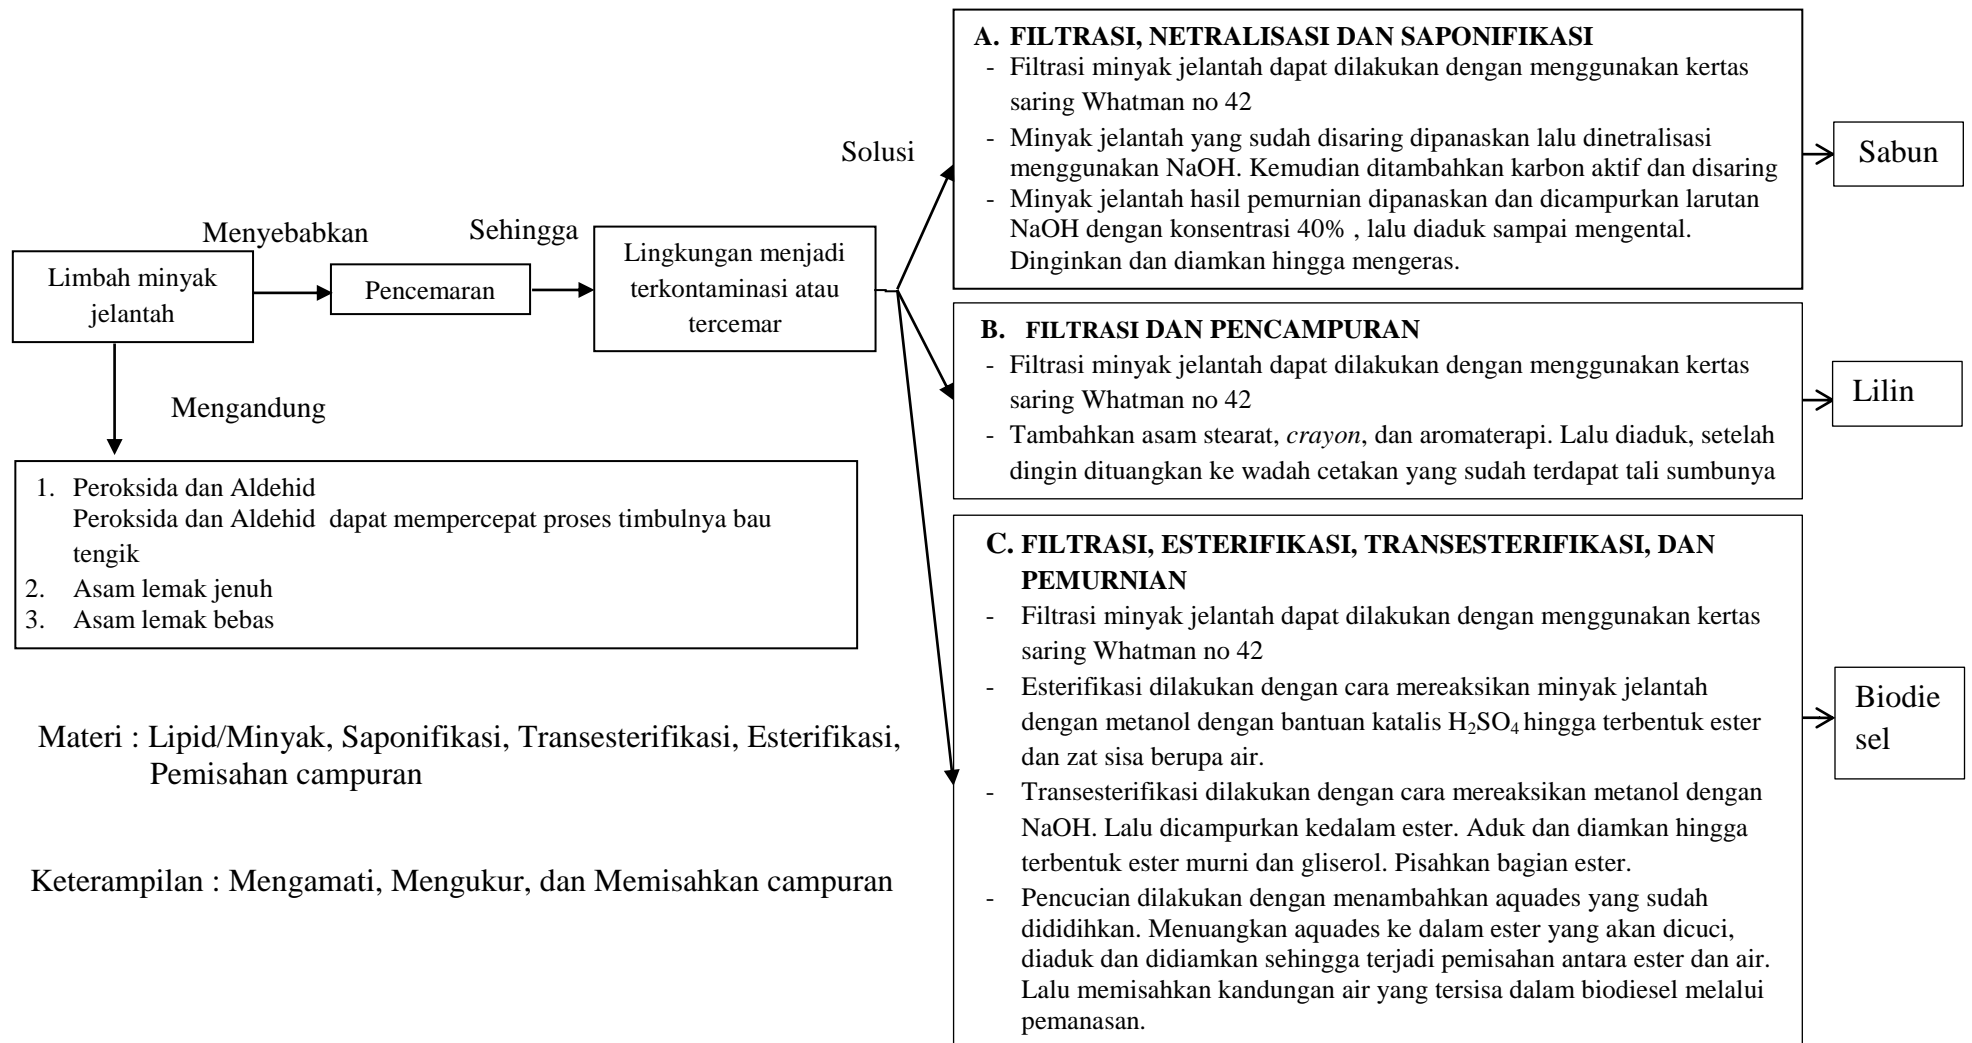 Limbah minyak
jelantah
Menyebabkan
Pencemaran
Sehingga
Lingkungan menjadi
terkontaminasi atau
tercemar
Solusi
Mengandung
1. Peroksida dan Aldehid
Peroksida dan Aldehid dapat mempercepat proses timbulnya bau
tengik
2. Asam lemak jenuh
3. Asam lemak bebas
Materi : Lipid/Minyak, Saponifikasi, Transesterifikasi, Esterifikasi,
Pemisahan campuran
Keterampilan : Mengamati, Mengukur, dan Memisahkan campuran
A. FILTRASI, NETRALISASI DAN SAPONIFIKASI
- Filtrasi minyak jelantah dapat dilakukan dengan menggunakan kertas
saring Whatman no 42
- Minyak jelantah yang sudah disaring dipanaskan lalu dinetralisasi
menggunakan NaOH. Kemudian ditambahkan karbon aktif dan disaring
- Minyak jelantah hasil pemurnian dipanaskan dan dicampurkan larutan
NaOH dengan konsentrasi 40% , lalu diaduk sampai mengental.
Dinginkan dan diamkan hingga mengeras.
Sabun
B. FILTRASI DAN PENCAMPURAN
- Filtrasi minyak jelantah dapat dilakukan dengan menggunakan kertas
saring Whatman no 42
- Tambahkan asam stearat, crayon, dan aromaterapi. Lalu diaduk, setelah
dingin dituangkan ke wadah cetakan yang sudah terdapat tali sumbunya
Lilin
C. FILTRASI, ESTERIFIKASI, TRANSESTERIFIKASI, DAN
PEMURNIAN
- Filtrasi minyak jelantah dapat dilakukan dengan menggunakan kertas
saring Whatman no 42
- Esterifikasi dilakukan dengan cara mereaksikan minyak jelantah
dengan metanol dengan bantuan katalis H₂SO₄ hingga terbentuk ester
dan zat sisa berupa air.
- Transesterifikasi dilakukan dengan cara mereaksikan metanol dengan
NaOH. Lalu dicampurkan kedalam ester. Aduk dan diamkan hingga
terbentuk ester murni dan gliserol. Pisahkan bagian ester.
- Pencucian dilakukan dengan menambahkan aquades yang sudah
dididihkan. Menuangkan aquades ke dalam ester yang akan dicuci,
diaduk dan didiamkan sehingga terjadi pemisahan antara ester dan air.
Lalu memisahkan kandungan air yang tersisa dalam biodiesel melalui
pemanasan.
Biodie
sel